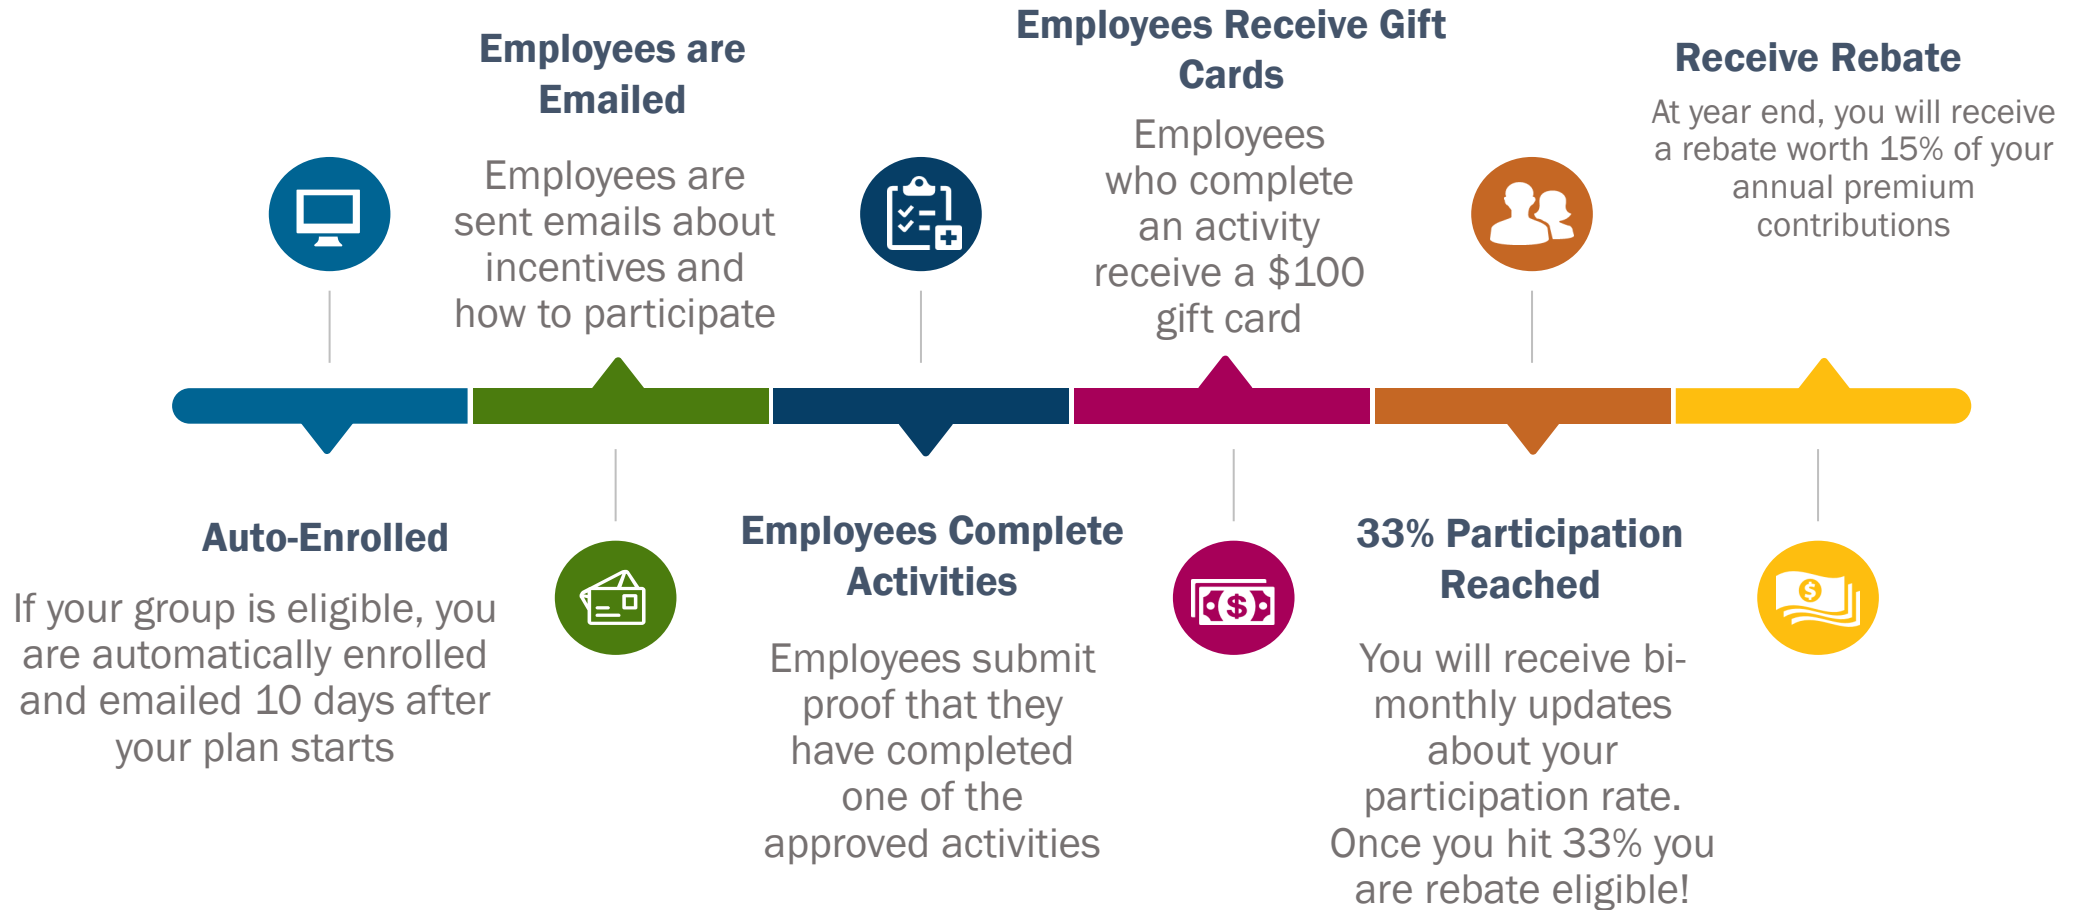 Auto-Enrolled
If your group is eligible, you
are automatically enrolled
and emailed 10 days after
your plan starts
Employees are
Emailed
Employees are
sent emails about
incentives and
how to participate
Employees Complete
Activities
Employees submit
proof that they
have completed
one of the
approved activities
Employees Receive Gift
Cards
Employees
who complete
an activity
receive a $100
gift card
33% Participation
Reached
You will receive bi-
monthly updates
about your
participation rate.
Once you hit 33% you
are rebate eligible!
Receive Rebate
At year end, you will receive
a rebate worth 15% of your
annual premium
contributions